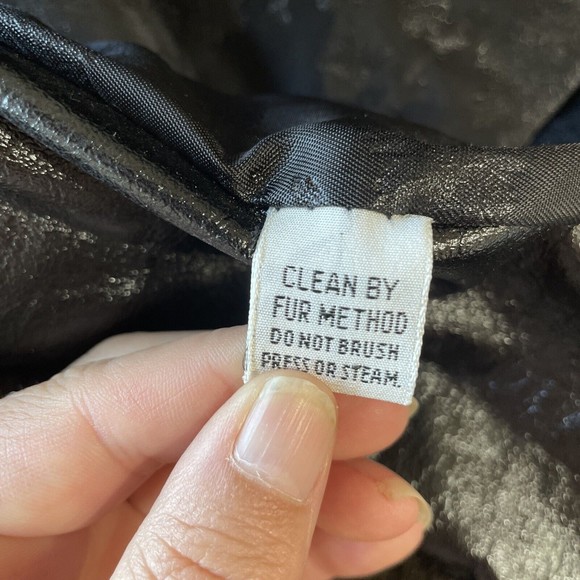 CLEAN BY
FUR METHOD
DO NOT BRUSH
PRESS OR STEAM.